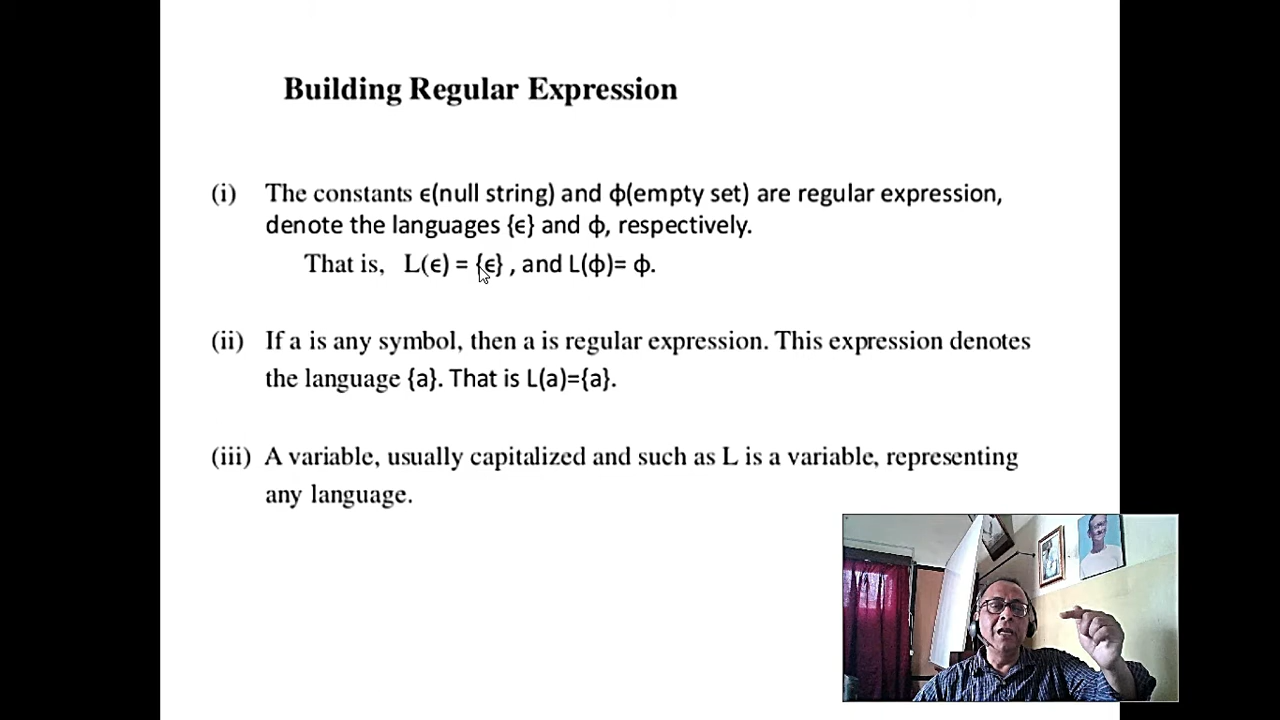 Building Regular Expression
(i) The constants ϵ(null string) and ϕ(empty set) are regular expression,
denote the languages {ϵ} and ϕ, respectively.
That is, L(ϵ) = {ϵ} , and L(ϕ)= ϕ.
(ii) If a is any symbol, then a is regular expression. This expression denotes
the language {a}. That is L(a)={a}.
(iii) A variable, usually capitalized and such as L is a variable, representing
any language.